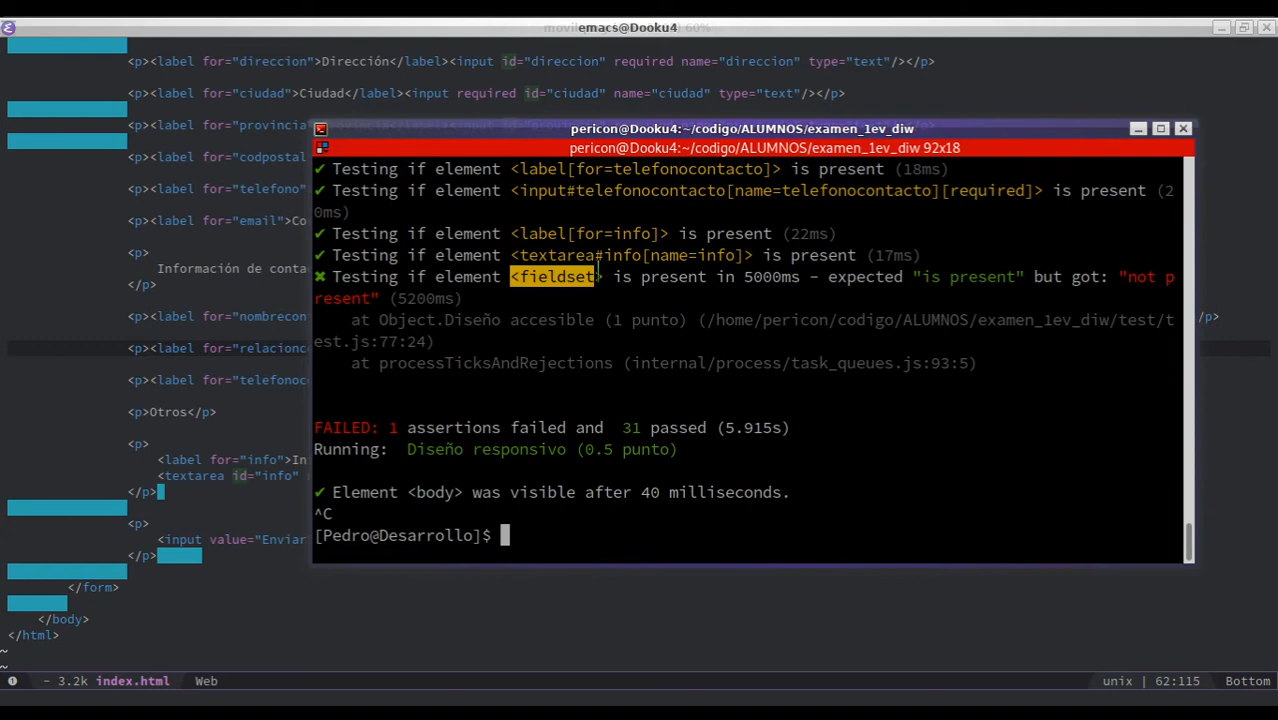 emacs@Dooku4
<p><label for="direccion">Dirección</label><input id="direccion" required name="direccion" type="text"/></p>
<p><label for="ciudad">Ciudad</label><input required id="ciudad" name="ciudad" type="text"/></p>
<p><label for="provincia
<p><label for="codpostal
<p><label for="telefono"
<p><label for="email">Co
<p>
Información de conta
</p>
<p><label for="nombrecon
/p>
<p><label for="relacionc
<p><label for="telefonoc
<p>Otros</p>
<p>
<label for="info">In
<textarea id="info"
</p>
<p>
<input value="Enviar
</p>
</form>
</body>
</html>
~
~
- 3.2k index.html Web unix | 62:115 Bottom
pericon@Dooku4:~/codigo/ALUMNOS/examen_1ev_diw
pericon@Dooku4:~/codigo/ALUMNOS/examen_1ev_diw 92x18
✔ Testing if element <label[for=telefonocontacto]> is present (18ms)
✔ Testing if element <input#telefonocontacto[name=telefonocontacto][required]> is present (2
0ms)
✔ Testing if element <label[for=info]> is present (22ms)
✔ Testing if element <textarea#info[name=info]> is present (17ms)
✖ Testing if element <fieldset> is present in 5000ms - expected "is present" but got: "not p
resent" (5200ms)
at Object.Diseño accesible (1 punto) (/home/pericon/codigo/ALUMNOS/examen_1ev_diw/test/t
est.js:77:24)
at processTicksAndRejections (internal/process/task_queues.js:93:5)
FAILED: 1 assertions failed and 31 passed (5.915s)
Running: Diseño responsivo (0.5 punto)
✔ Element <body> was visible after 40 milliseconds.
^C
[Pedro@Desarrollo]$